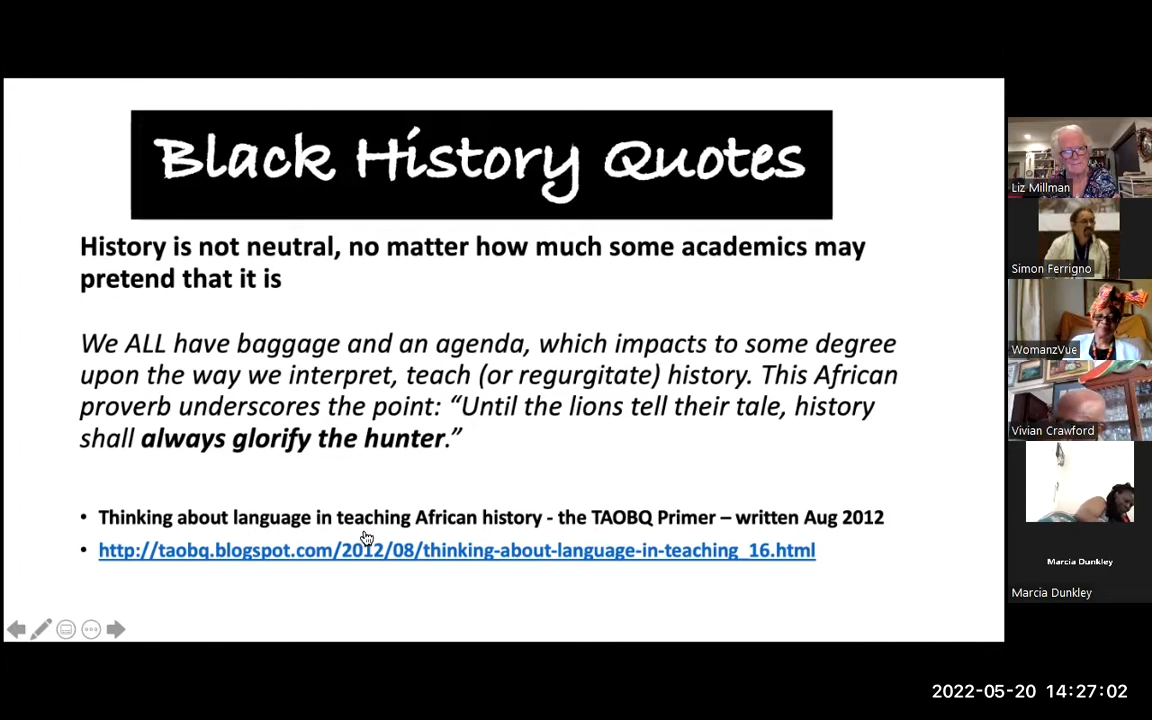 Black History Quotes
History is not neutral, no matter how much some academics may
pretend that it is
We ALL have baggage and an agenda, which impacts to some degree
upon the way we interpret, teach (or regurgitate) history. This African
proverb underscores the point: “Until the lions tell their tale, history
shall always glorify the hunter.”
• Thinking about language in teaching African history - the TAOBQ Primer – written Aug 2012
• http://taobq.blogspot.com/2012/08/thinking-about-language-in-teaching_16.html
Liz Millman
Simon Ferrigno
WomanzVue
Vivian Crawford
Marcia Dunkley
Marcia Dunkley
2022-05-20 14:27:02